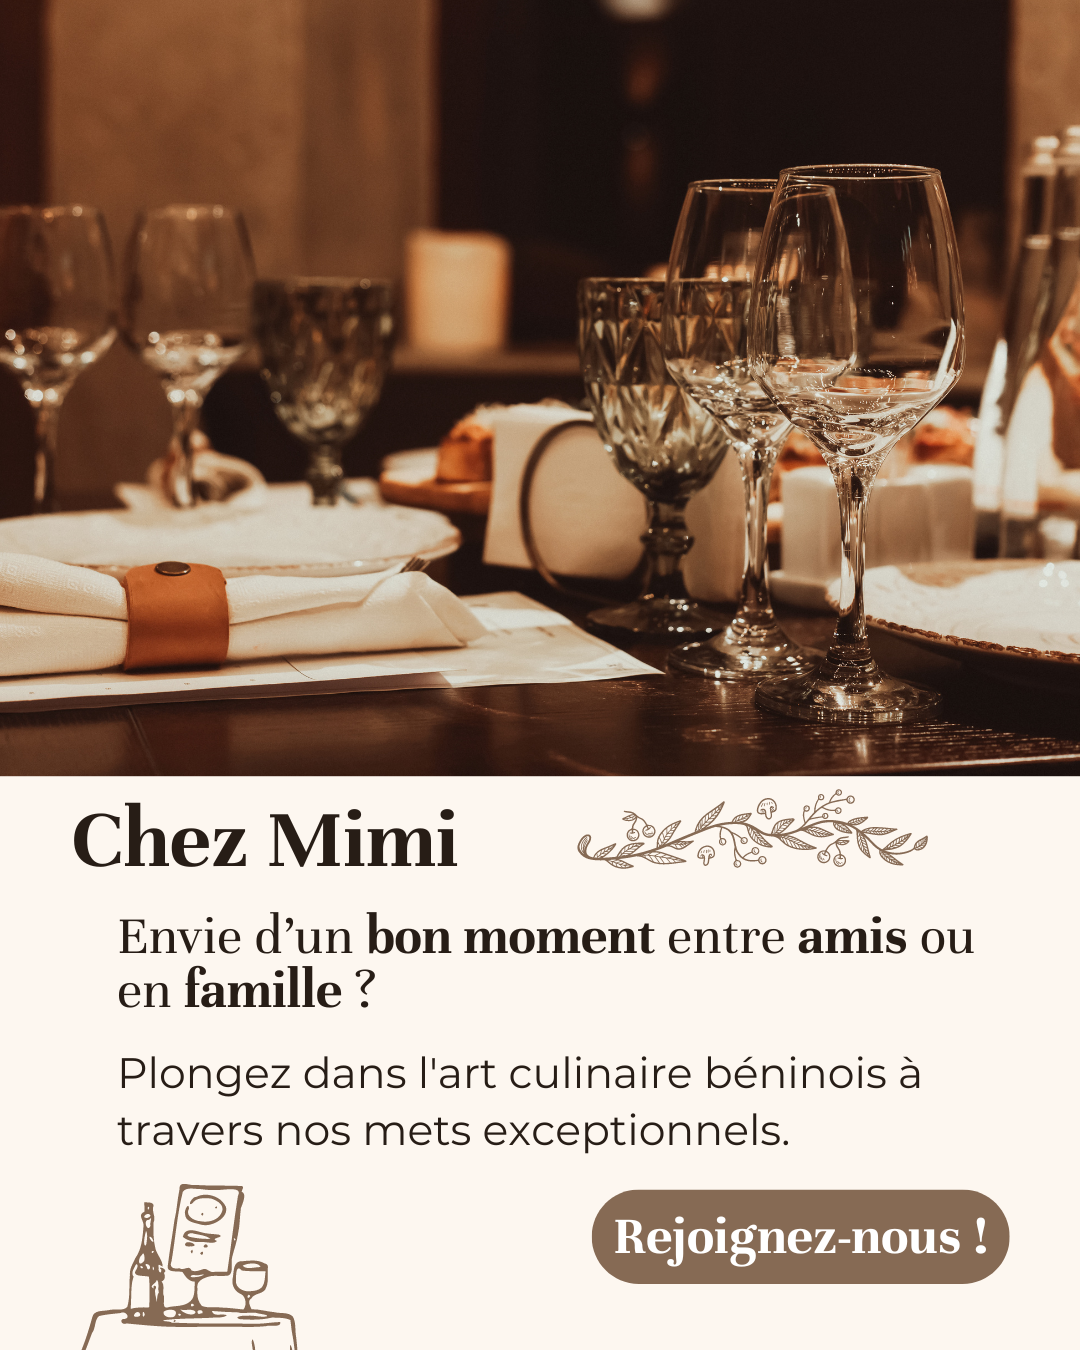 Chez Mimi
Envie d’un bon moment entre amis ou
en famille ?
Plongez dans l'art culinaire béninois à
travers nos mets exceptionnels.
Rejoignez-nous !